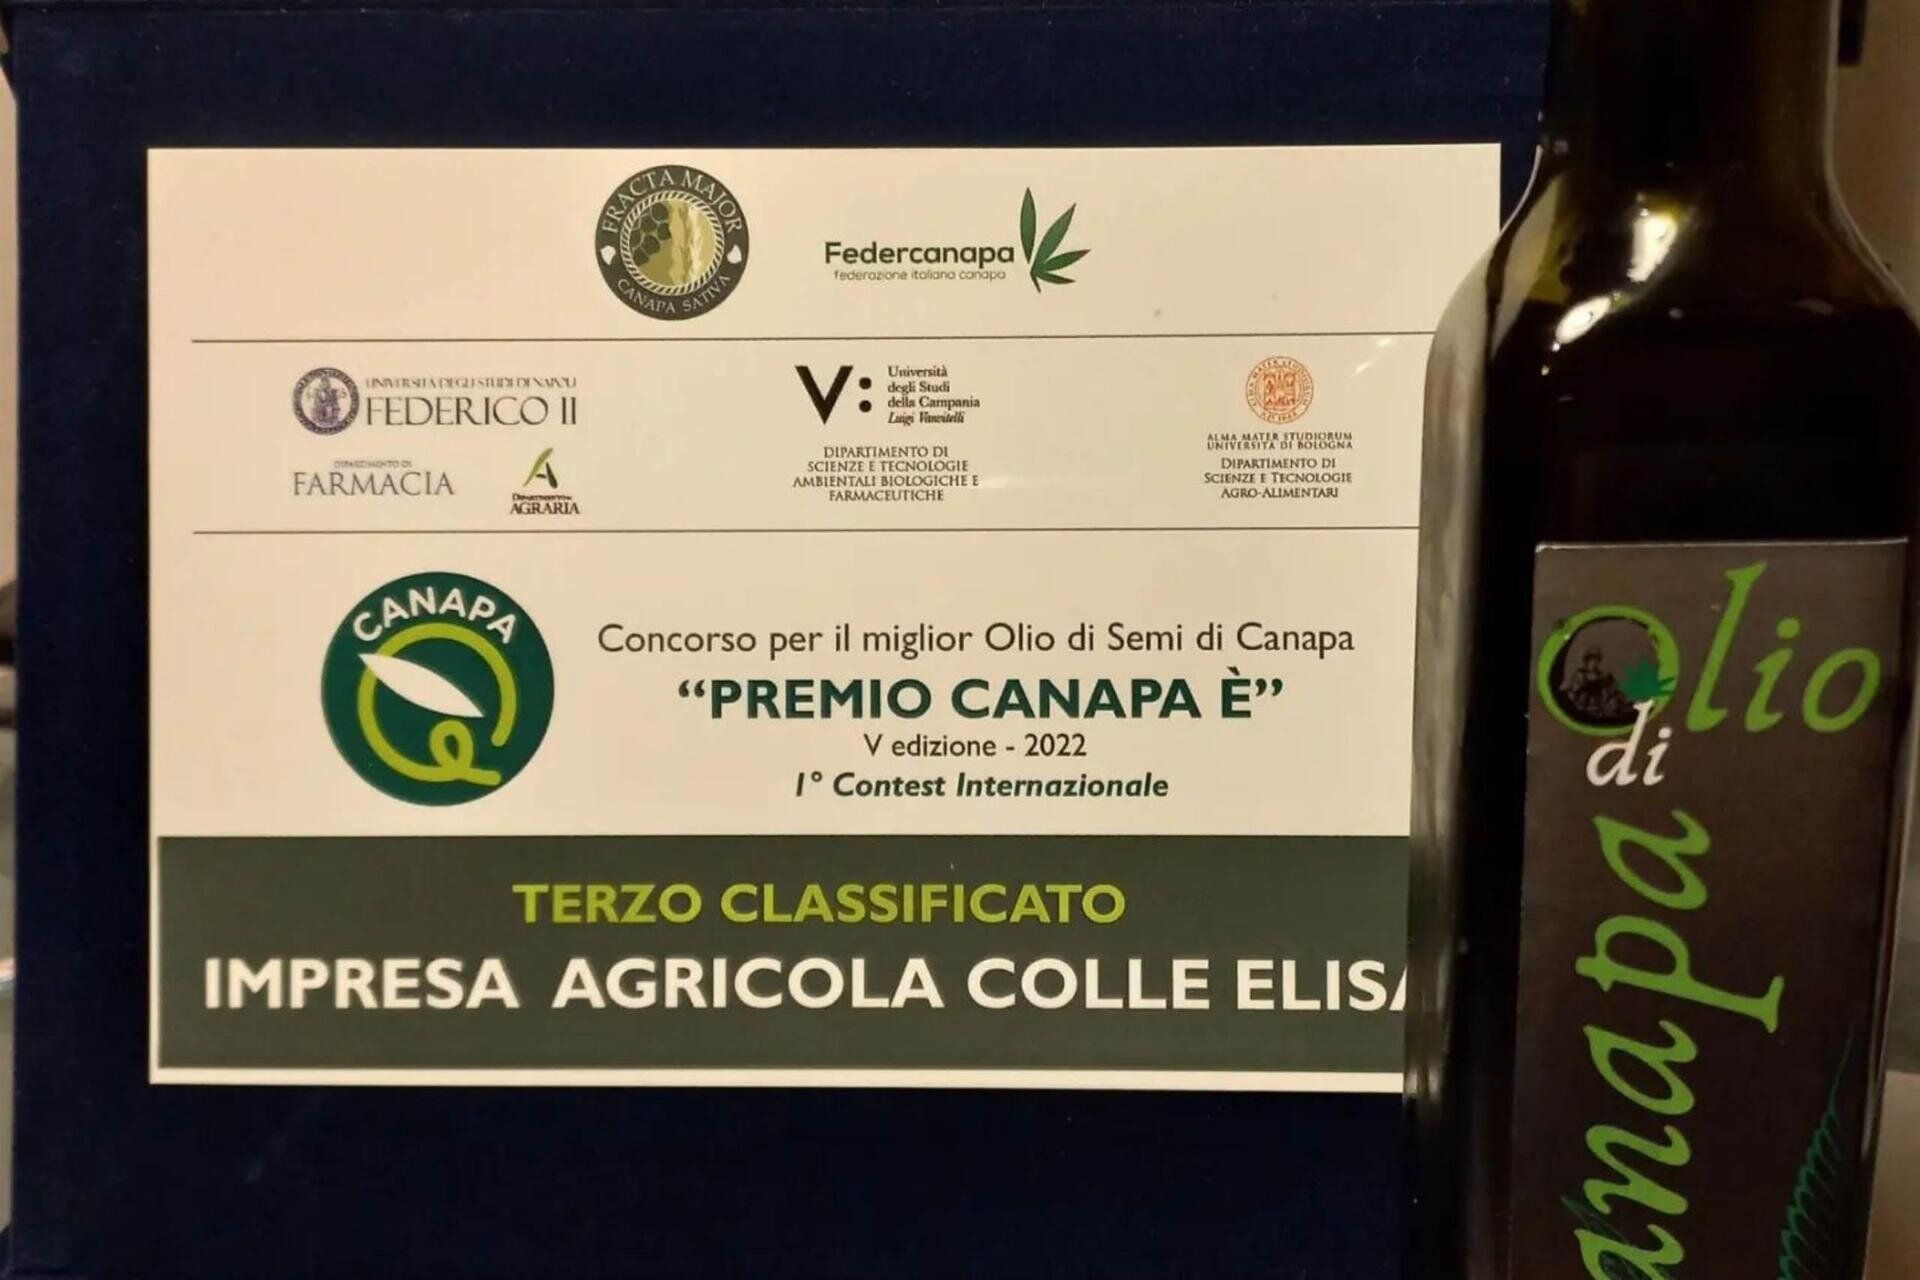 FRACTA MAJOR
CANAPA SATIVA
Federcanapa
federazione italiana canapa
UNIVERSITÀ DEGLI STUDI DI NAPOLI
FEDERICO II
DIPARTIMENTO DI
FARMACIA
Dipartimento di
AGRARIA
V:
Università
degli Studi
della Campania
Luigi Vanvitelli
DIPARTIMENTO DI
SCIENZE E TECNOLOGIE
AMBIENTALI BIOLOGICHE E
FARMACEUTICHE
ALMA MATER STUDIORUM
UNIVERSITÀ DI BOLOGNA
DIPARTIMENTO DI
SCIENZE E TECNOLOGIE
AGRO-ALIMENTARI
CANAPA
È
Concorso per il miglior Olio di Semi di Canapa
“PREMIO CANAPA È”
V edizione - 2022
1° Contest Internazionale
TERZO CLASSIFICATO
IMPRESA AGRICOLA COLLE ELISA
Olio
di
anapa